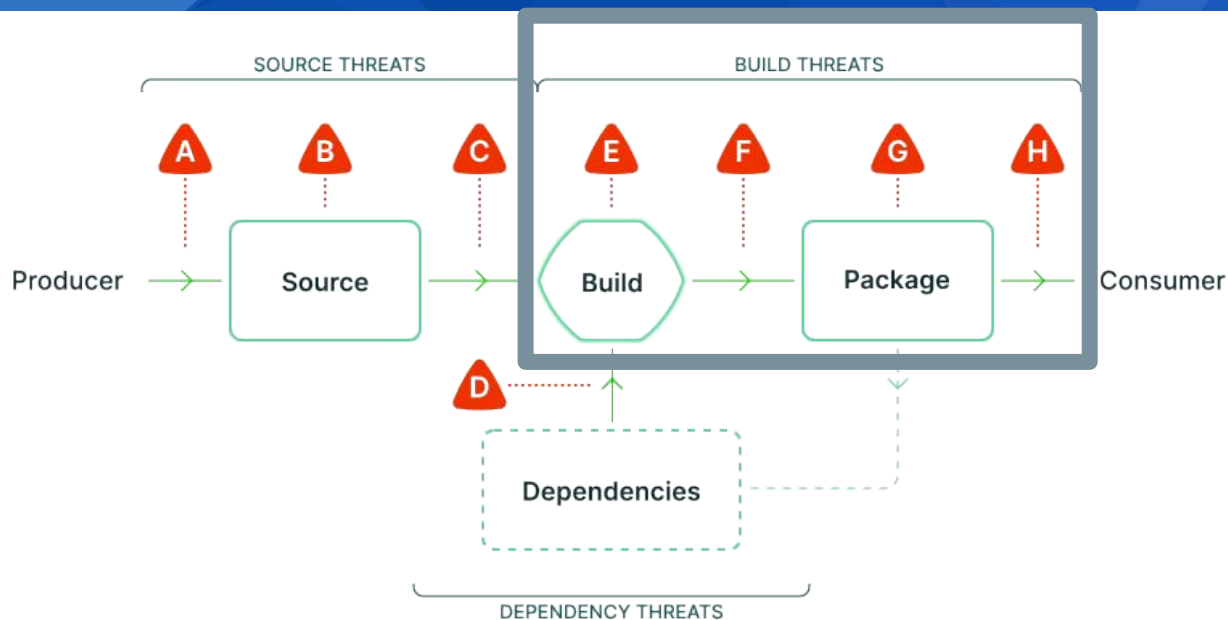 SOURCE THREATS
BUILD THREATS
A
B
C
E
F
G
H
Producer
Source
Build
Package
Consumer
D
Dependencies
DEPENDENCY THREATS